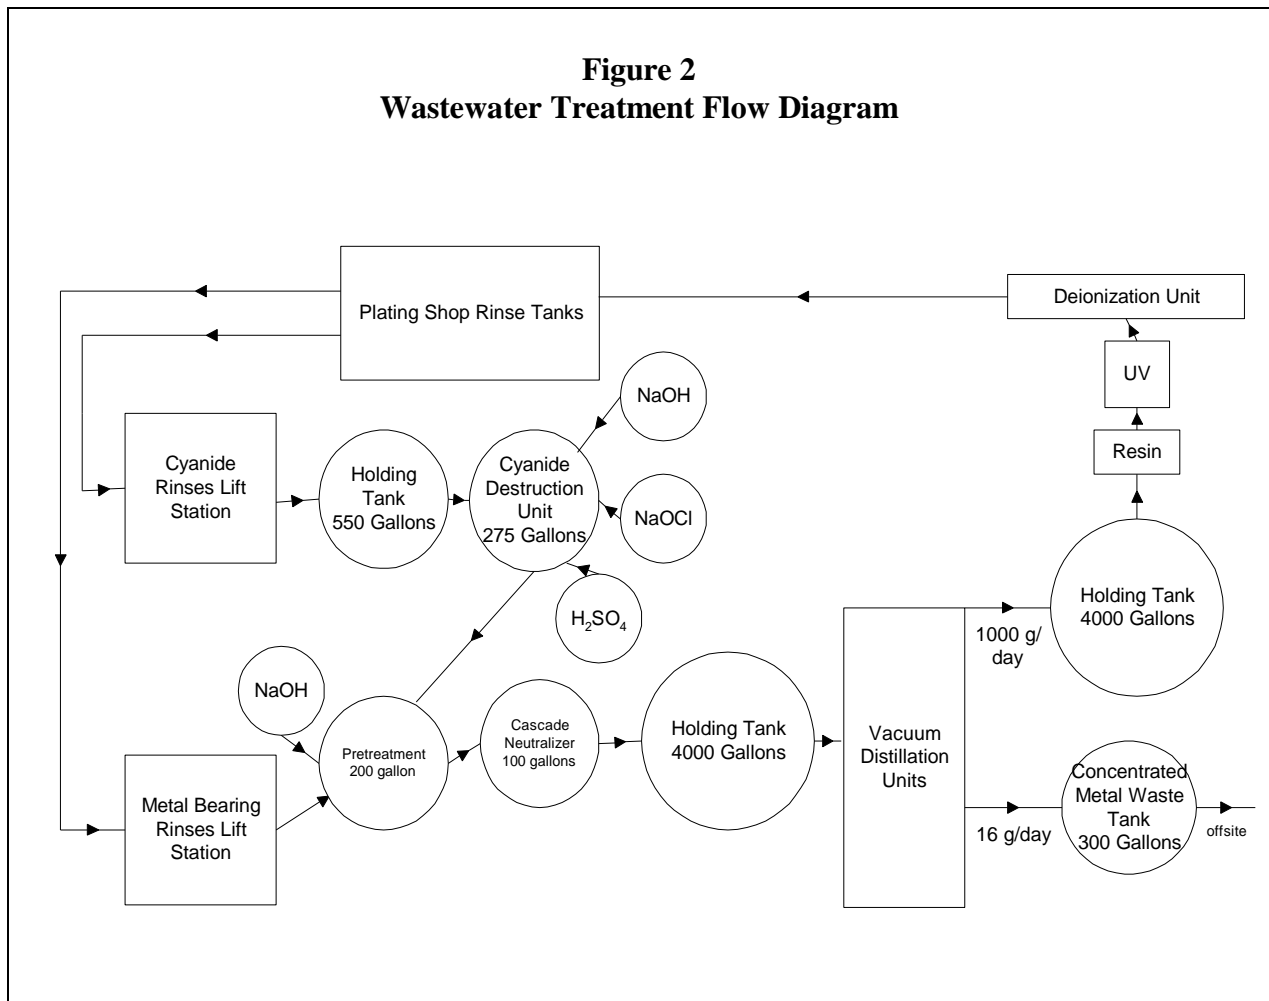 Figure 2
Wastewater Treatment Flow Diagram
Plating Shop Rinse Tanks
Deionization Unit
UV
Resin
NaOH
Cyanide
Rinses Lift
Station
Holding
Tank
550 Gallons
Cyanide
Destruction
Unit
275 Gallons
NaOCl
H₂SO₄
Holding Tank
4000 Gallons
1000 g/
day
NaOH
Pretreatment
200 gallon
Cascade
Neutralizer
100 gallons
Holding Tank
4000 Gallons
Vacuum
Distillation
Units
Concentrated
Metal Waste
Tank
300 Gallons
16 g/day
offsite
Metal Bearing
Rinses Lift
Station